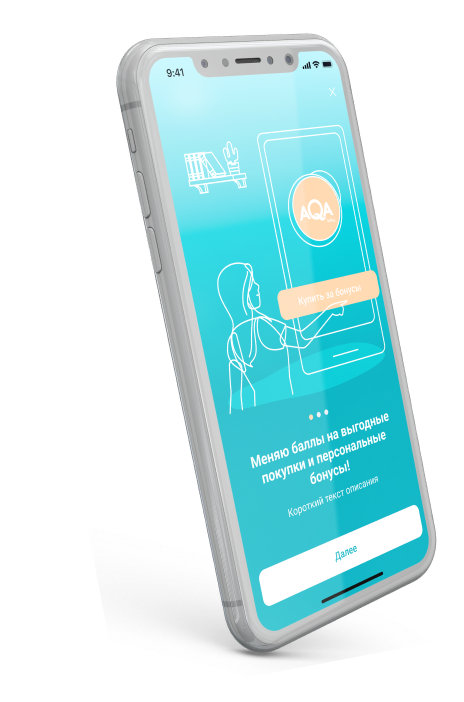 9:41
AQA
Купить за бонусы
Меняю баллы на выгодные
покупки и персональные
бонусы!
Короткий текст описания
Далее